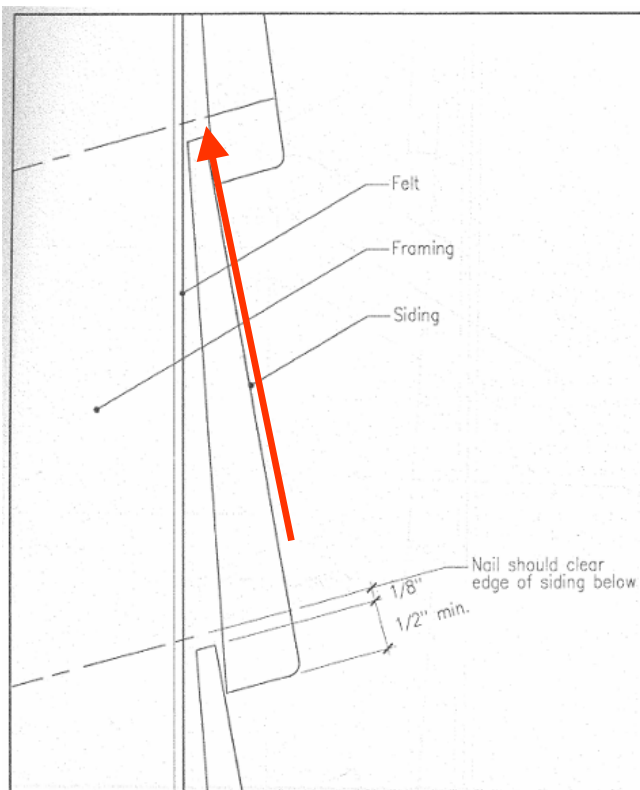 Felt
Framing
Siding
Nail should clear
edge of siding below
1/8"
1/2" min.